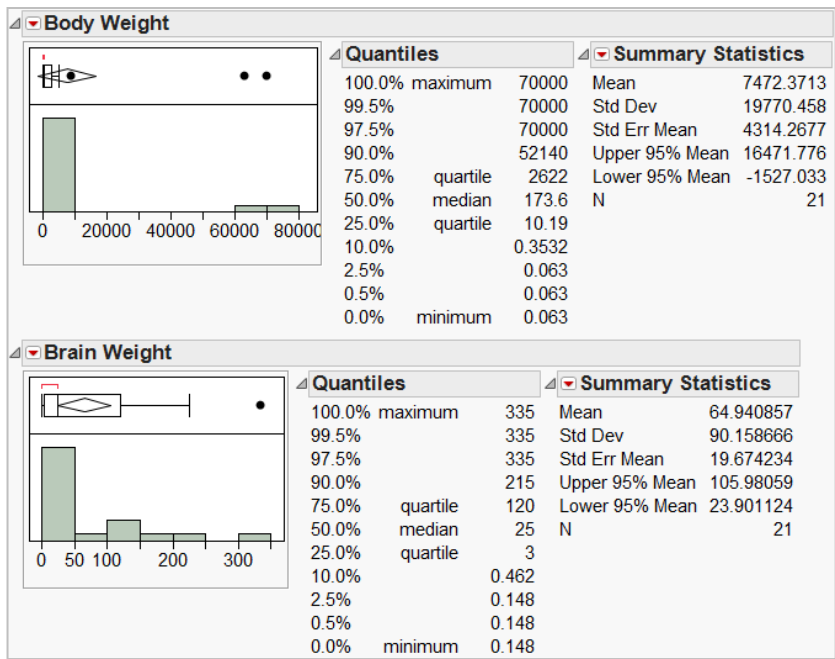 Body Weight
Quantiles
100.0% maximum 70000
99.5% 70000
97.5% 70000
90.0% 52140
75.0% quartile 2622
50.0% median 173.6
25.0% quartile 10.19
10.0% 0.3532
2.5% 0.063
0.5% 0.063
0.0% minimum 0.063
Summary Statistics
Mean 7472.3713
Std Dev 19770.458
Std Err Mean 4314.2677
Upper 95% Mean 16471.776
Lower 95% Mean -1527.033
N 21
0 20000 40000 60000 80000
Brain Weight
Quantiles
100.0% maximum 335
99.5% 335
97.5% 335
90.0% 215
75.0% quartile 120
50.0% median 25
25.0% quartile 3
10.0% 0.462
2.5% 0.148
0.5% 0.148
0.0% minimum 0.148
Summary Statistics
Mean 64.940857
Std Dev 90.158666
Std Err Mean 19.674234
Upper 95% Mean 105.98059
Lower 95% Mean 23.901124
N 21
0 50 100 200 300